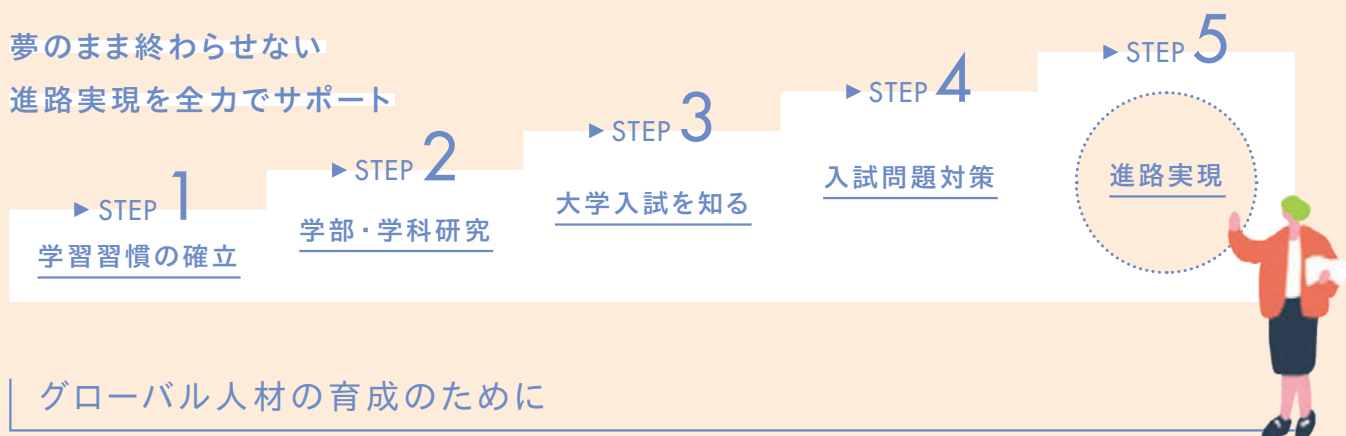 夢のまま終わらせない
進路実現を全力でサポート
▶ STEP 1
学習習慣の確立
▶ STEP 2
学部・学科研究
▶ STEP 3
大学入試を知る
▶ STEP 4
入試問題対策
▶ STEP 5
進路実現
グローバル人材の育成のために